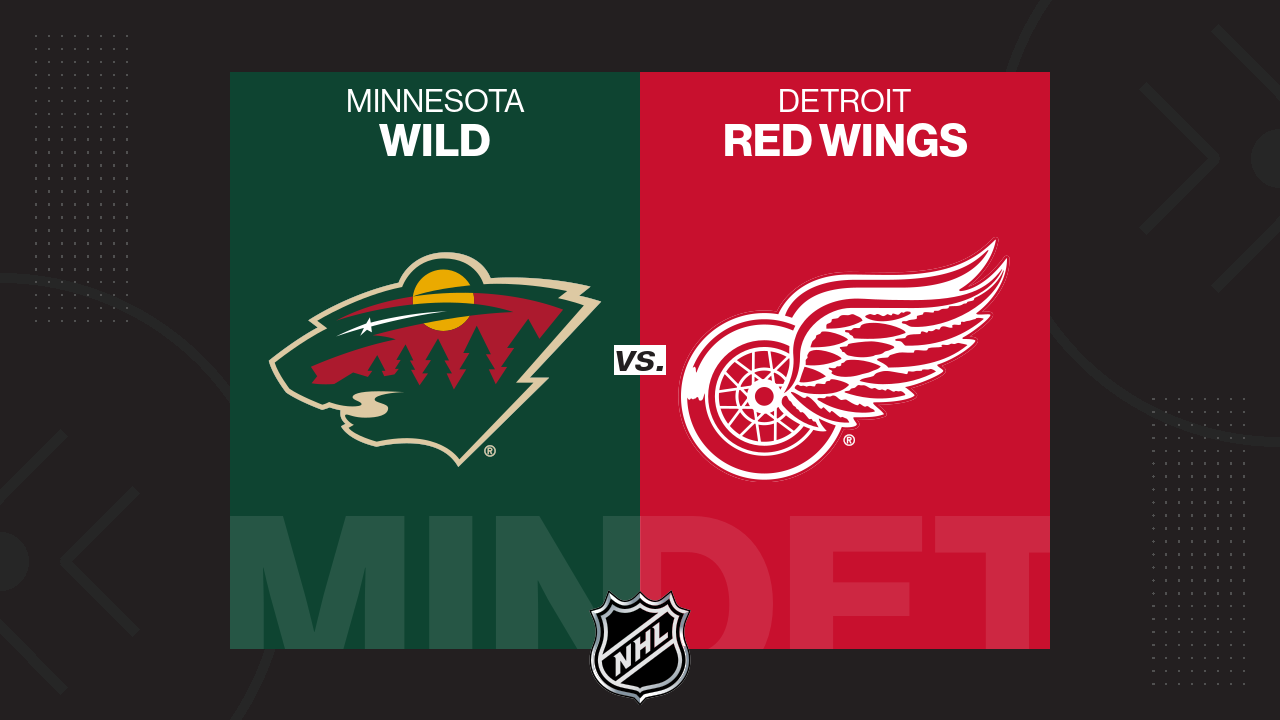 MINNESOTA
WILD
DETROIT
RED WINGS
vs.
®
®
MIN
DET
NHL